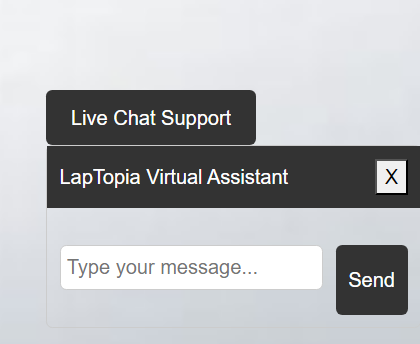 Live Chat Support
LapTopia Virtual Assistant X
Type your message... Send